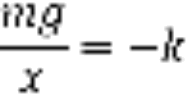 mg/x = -k